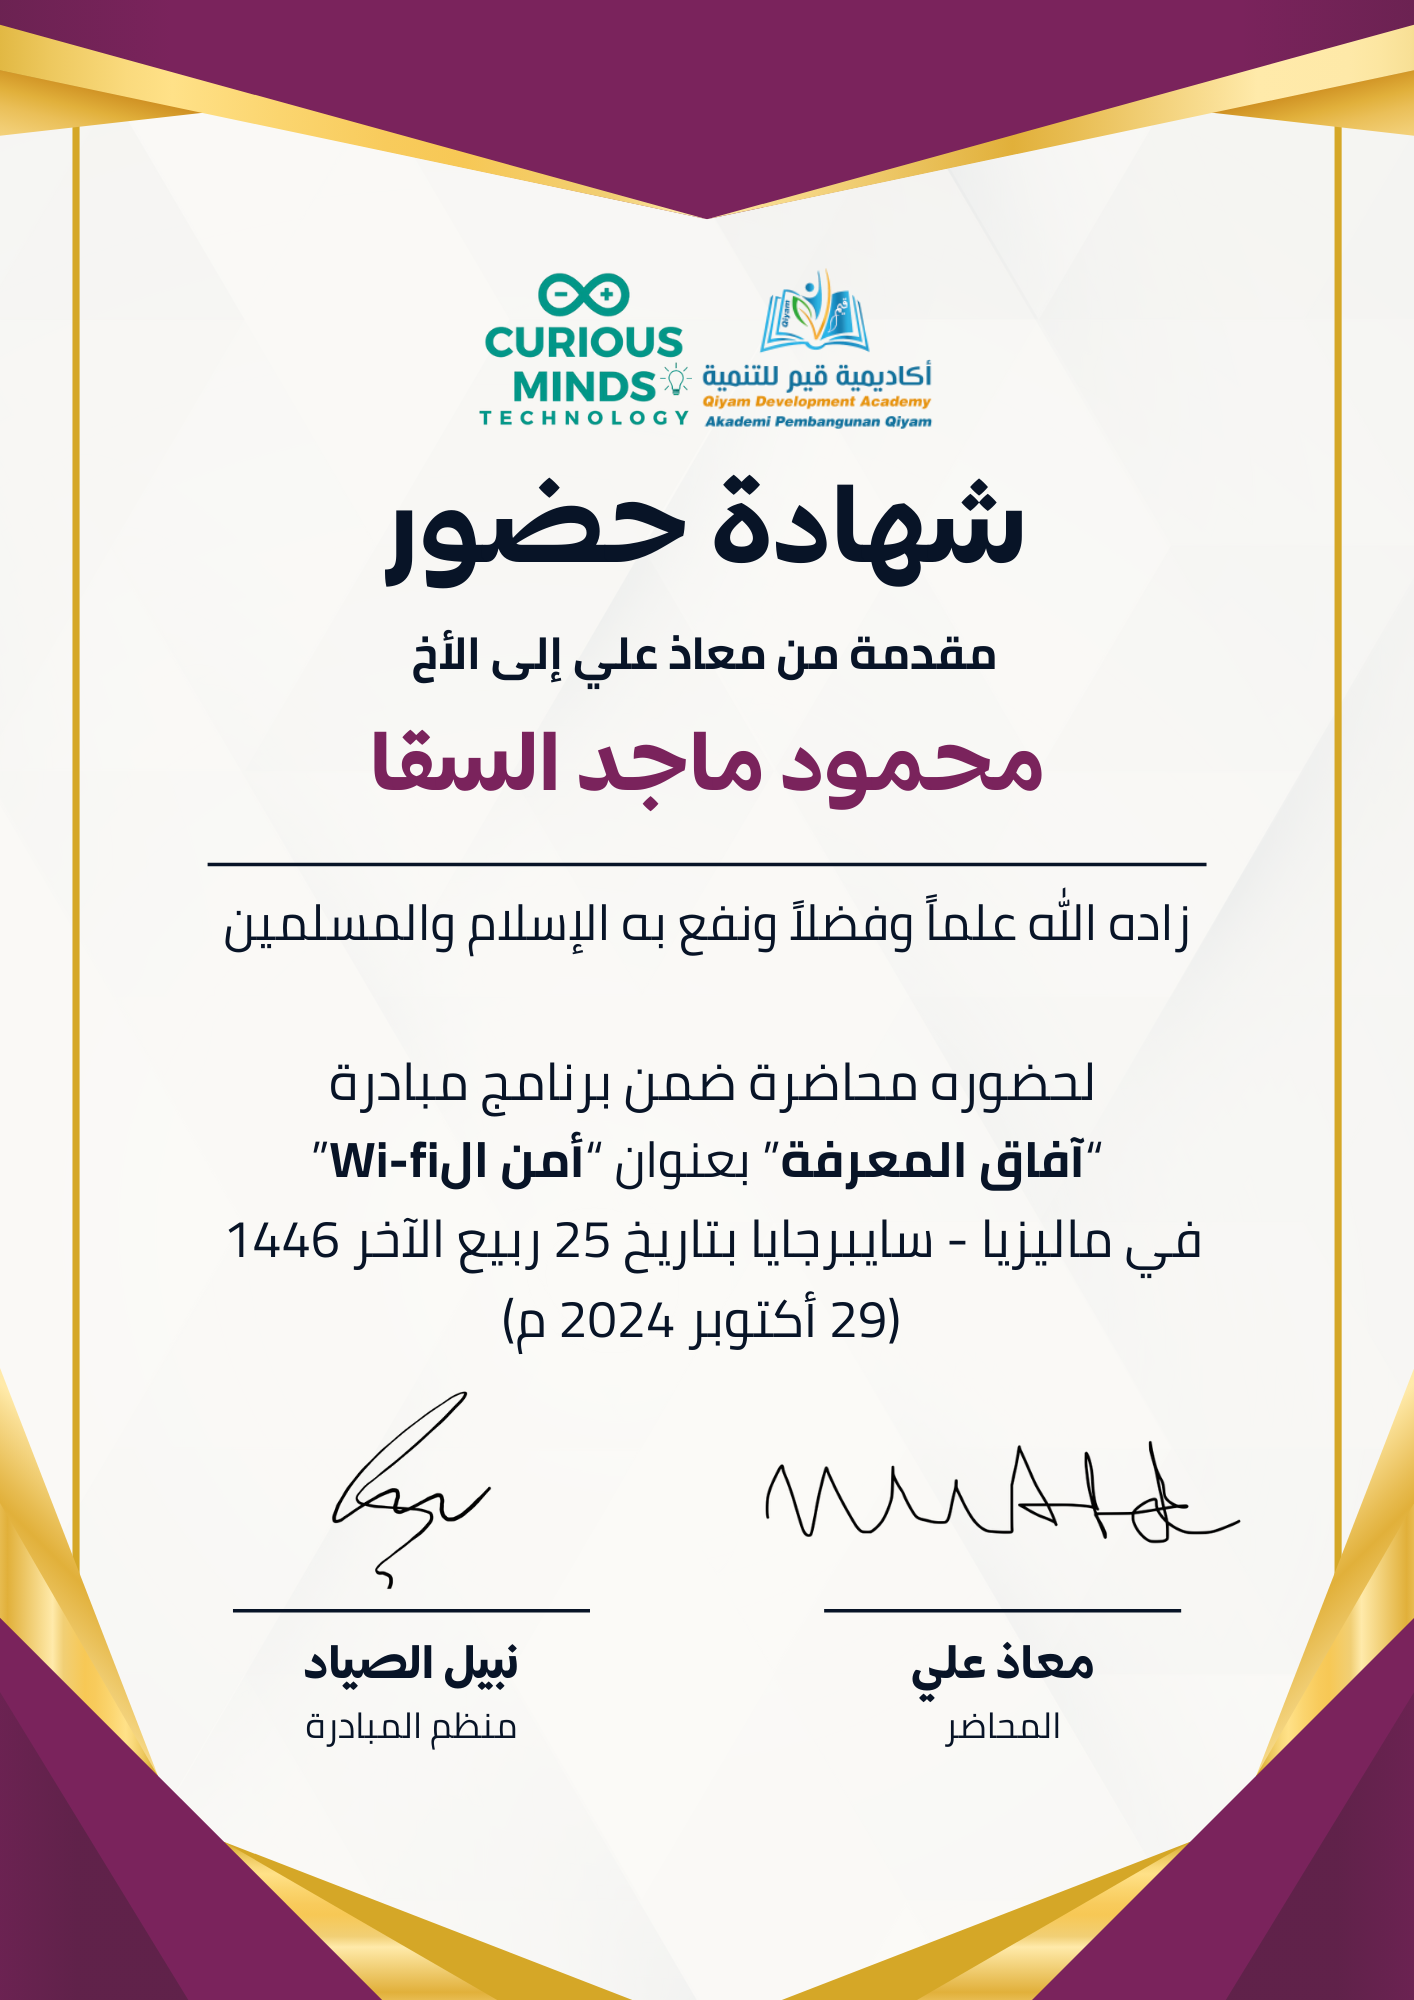 CURIOUS
MINDS
TECHNOLOGY
Qiyam
قيم
أكاديمية قيم للتنمية
Qiyam Development Academy
Akademi Pembangunan Qiyam
شهادة حضور
مقدمة من معاذ علي إلى الأخ
محمود ماجد السقا
زاده الله علماً وفضلاً ونفع به الإسلام والمسلمين
لحضوره محاضرة ضمن برنامج مبادرة
“آفاق المعرفة” بعنوان “أمن الWi-fi”
في ماليزيا - سايبرجايا بتاريخ 25 ربيع الآخر 1446
(29 أكتوبر 2024 م)
معاذ علي
المحاضر
نبيل الصياد
منظم المبادرة